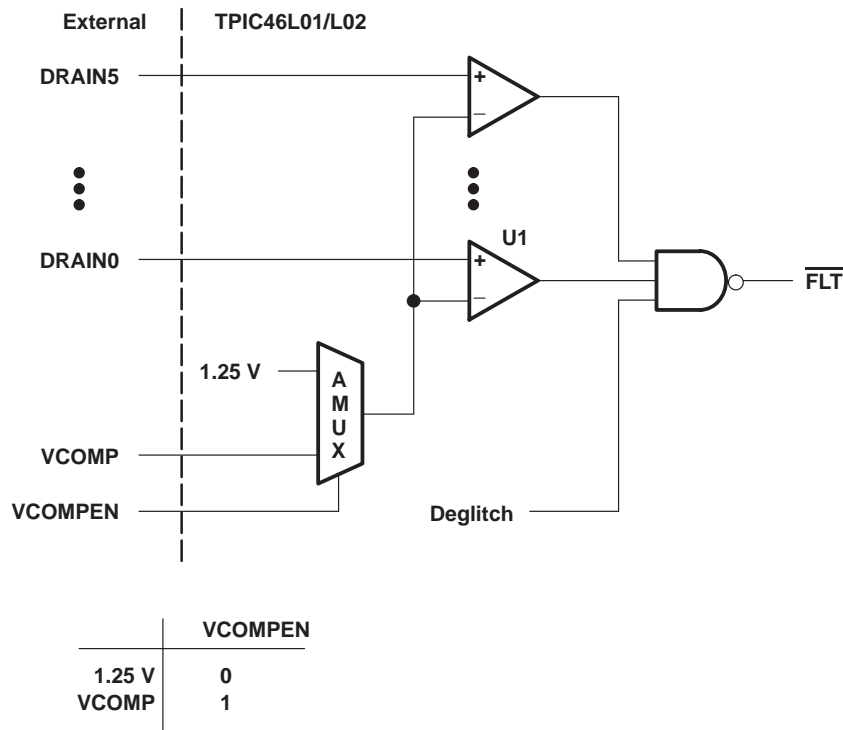 External TPIC46L01/L02
DRAIN5
+
–
U1
DRAIN0
+
–
FLT
1.25 V
A
M
U
X
VCOMP
VCOMPEN
Deglitch
VCOMPEN
1.25 V 0
VCOMP 1